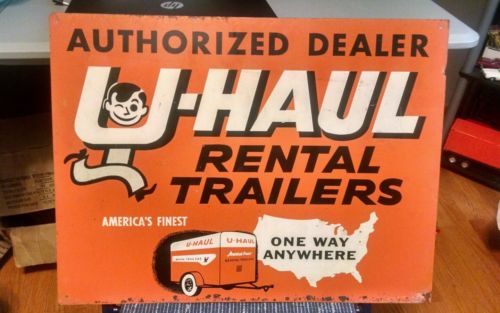 AUTHORIZED DEALER
U-HAUL
RENTAL
TRAILERS
AMERICA'S FINEST
U-HAUL U-HAUL
ONE WAY
ANYWHERE